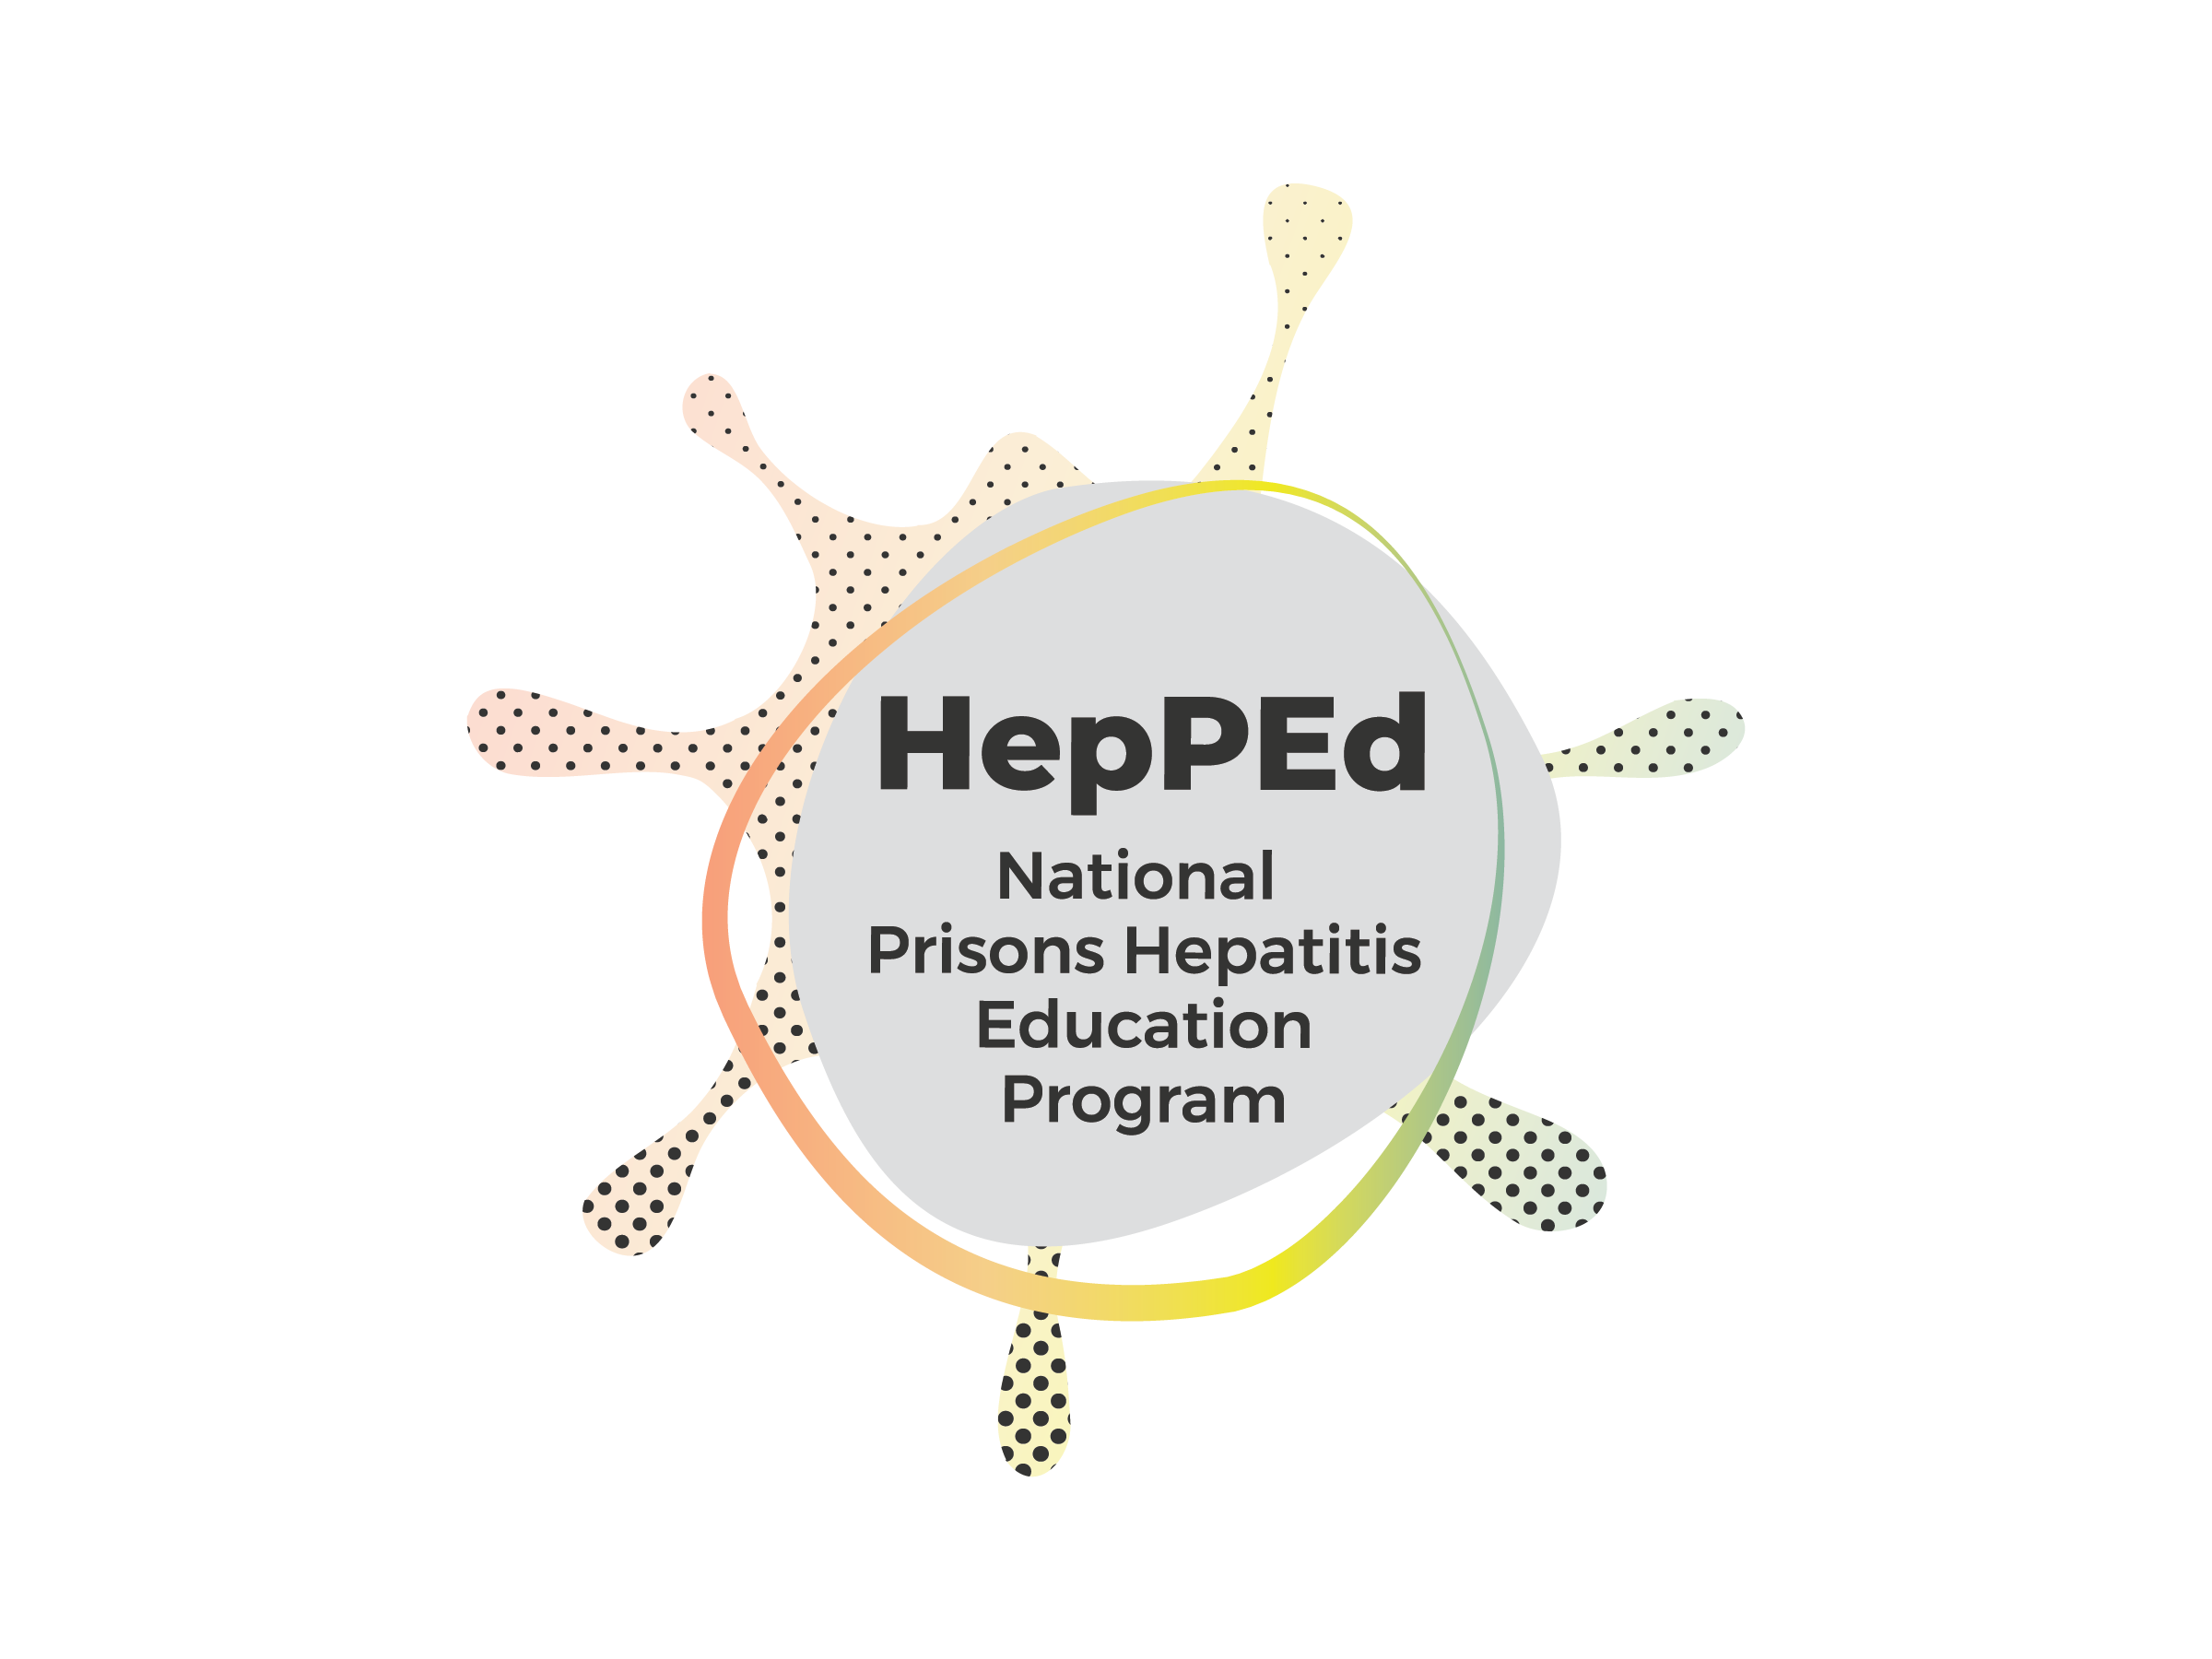 HepPEd
National
Prisons Hepatitis
Education
Program